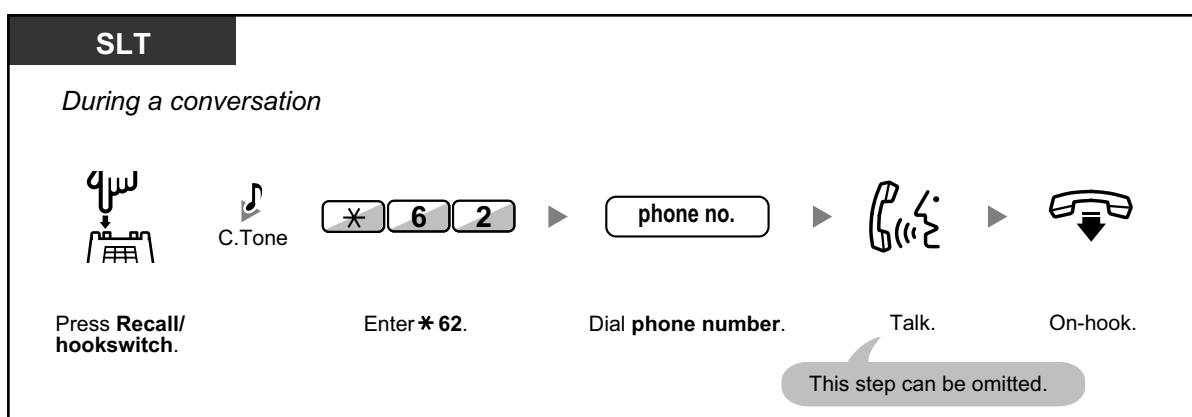 SLT
During a conversation
C.Tone
* 6 2
phone no.
Press Recall/
hookswitch.
Enter * 62.
Dial phone number.
Talk.
On-hook.
This step can be omitted.